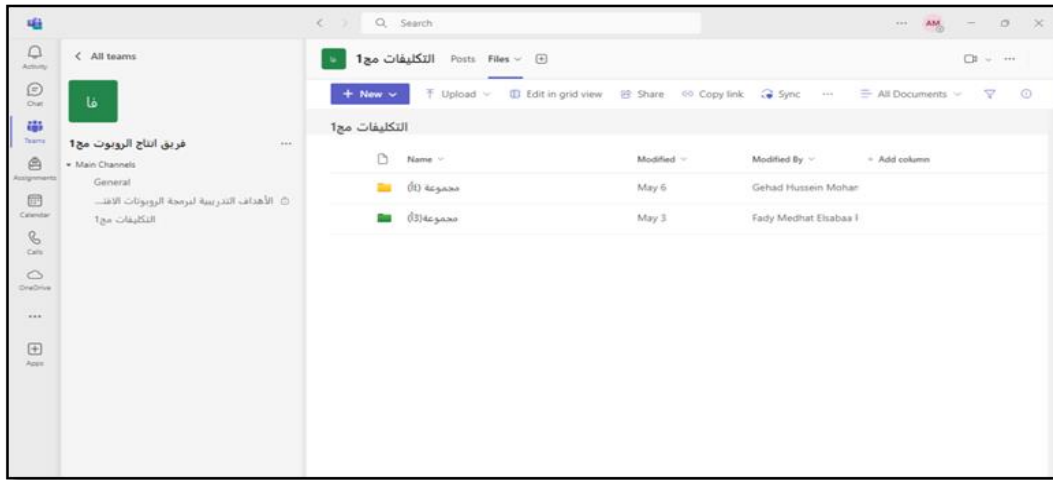 Search
AM
Activity
Chat
Teams
Assignments
Calendar
Calls
OneDrive
Apps
All teams
فا
فريق انتاج الروبوت مج1
Main Channels
General
الأهداف التدريبية لبرمجة الروبوتات الافتـ...
التكليفات مج1
فا
التكليفات مج1 Posts Files
New Upload Edit in grid view Share Copy link Sync All Documents
التكليفات مج1
Name Modified Modified By + Add column
مجموعة May 6 Gehad Hussein Mohar
مجموعة May 3 Fady Medhat Elsabaa